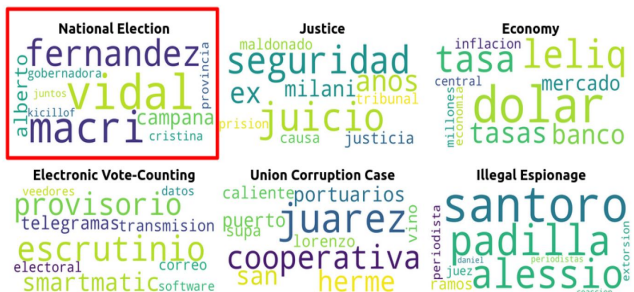 National Election
fernandez
alberto
gobernadora
provincia
vidal
juntos
campana
kicillof
macri
cristina
Justice
maldonado
seguridad
ex
milani
anos
tribunal
juicio
prision
causa
justicia
Economy
inflacion
tasa
leliq
central
mercado
millones
economia
dolar
tasas
banco
Electronic Vote-Counting
veedores
datos
provisorio
telegramas
transmision
escrutinio
electoral
correo
smartmatic
software
Union Corruption Case
caliente
portuarios
puerto
juarez
vino
supa
lorenzo
cooperativa
san
herme
Illegal Espionage
santoro
periodista
padilla
extorsion
daniel
periodistas
juez
alessio
ramos